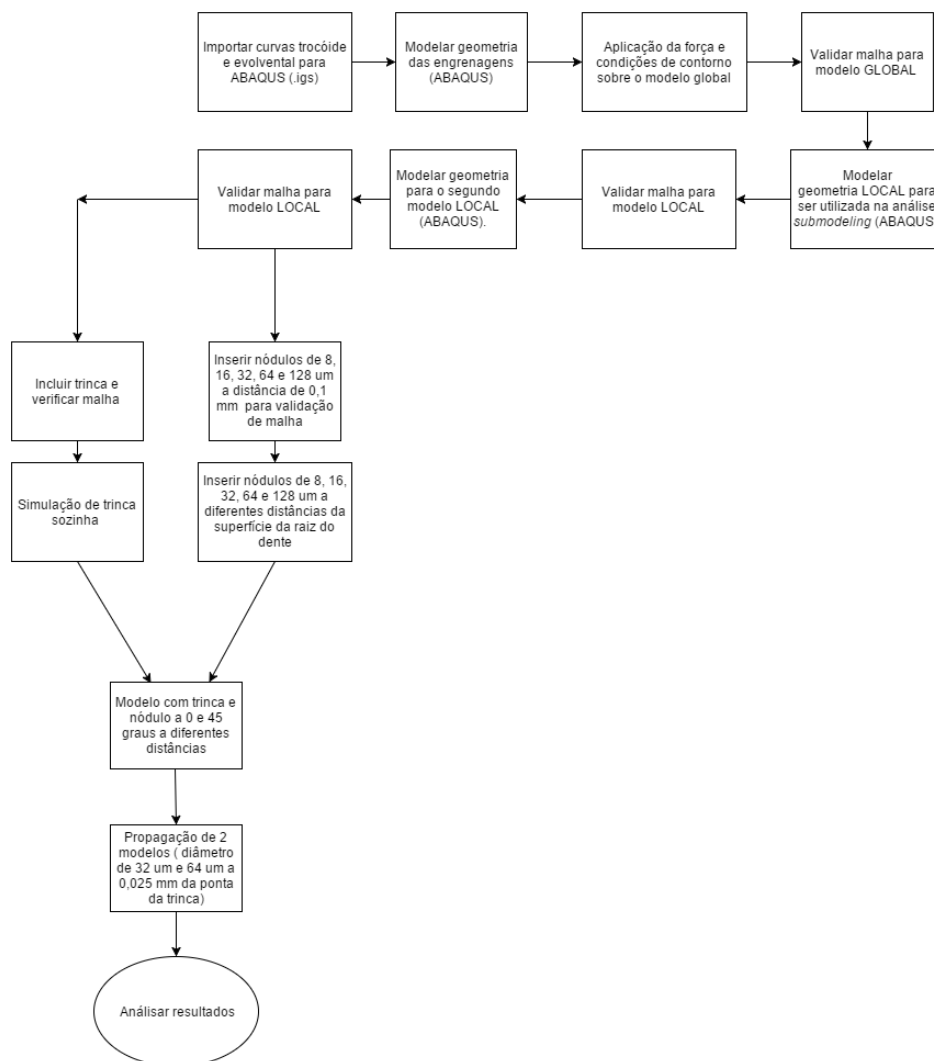 Importar curvas trocóide
e evolvental para
ABAQUS (.igs)
Modelar geometria
das engrenagens
(ABAQUS)
Aplicação da força e
condições de contorno
sobre o modelo global
Validar malha para
modelo GLOBAL
Modelar
geometria LOCAL para
ser utilizada na análise
submodeling (ABAQUS
Validar malha para
modelo LOCAL
Modelar geometria
para o segundo
modelo LOCAL
(ABAQUS).
Validar malha para
modelo LOCAL
Incluir trinca e
verificar malha
Simulação de trinca
sozinha
Inserir nódulos de 8,
16, 32, 64 e 128 um
a distância de 0,1
mm para validação
de malha
Inserir nódulos de 8, 16,
32, 64 e 128 um a
diferentes distâncias da
superfície da raiz do
dente
Modelo com trinca e
nódulo a 0 e 45
graus a diferentes
distâncias
Propagação de 2
modelos ( diâmetro
de 32 um e 64 um a
0,025 mm da ponta
da trinca)
Análisar resultados